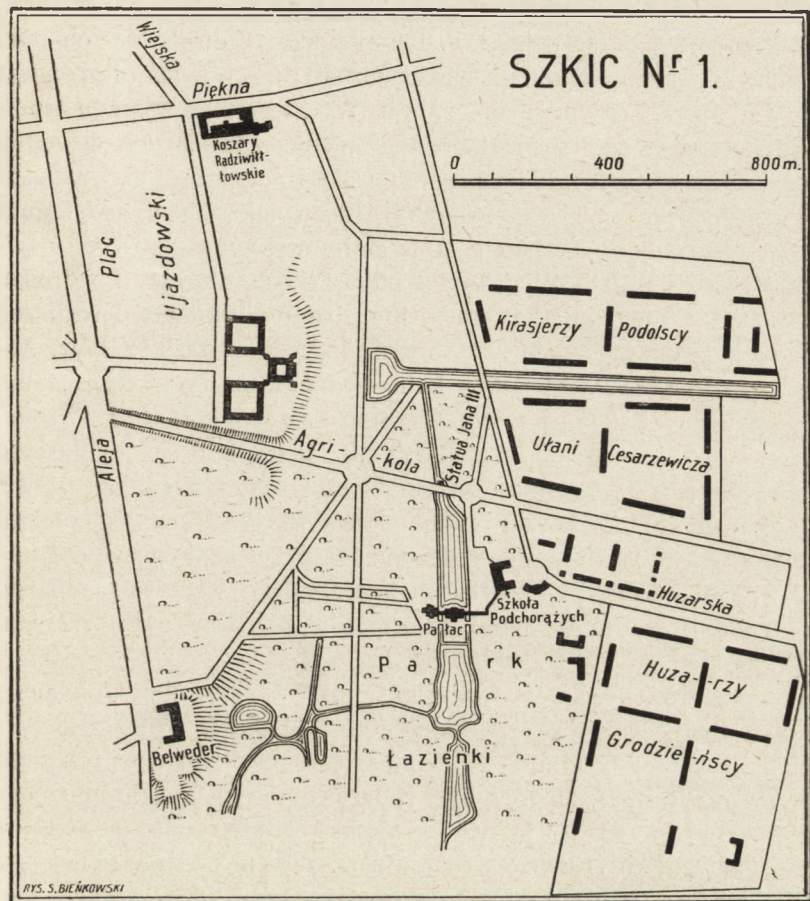 SZKIC Nr 1.
Wiejska
Piękna
Koszary
Radziwiłł-
łowskie
0 400 800 m.
Plac
Ujazdowski
Kirasjerzy Podolscy
Statua Jana III
Ułani Cesarzewicza
Aleja
Agri- -kola
Szkoła
Podchorążych
Huzarska
Pałac
Park
Huza-rzy
Belweder
Łazienki
Grodzie-ńscy
RYS. S. BIEŃKOWSKI